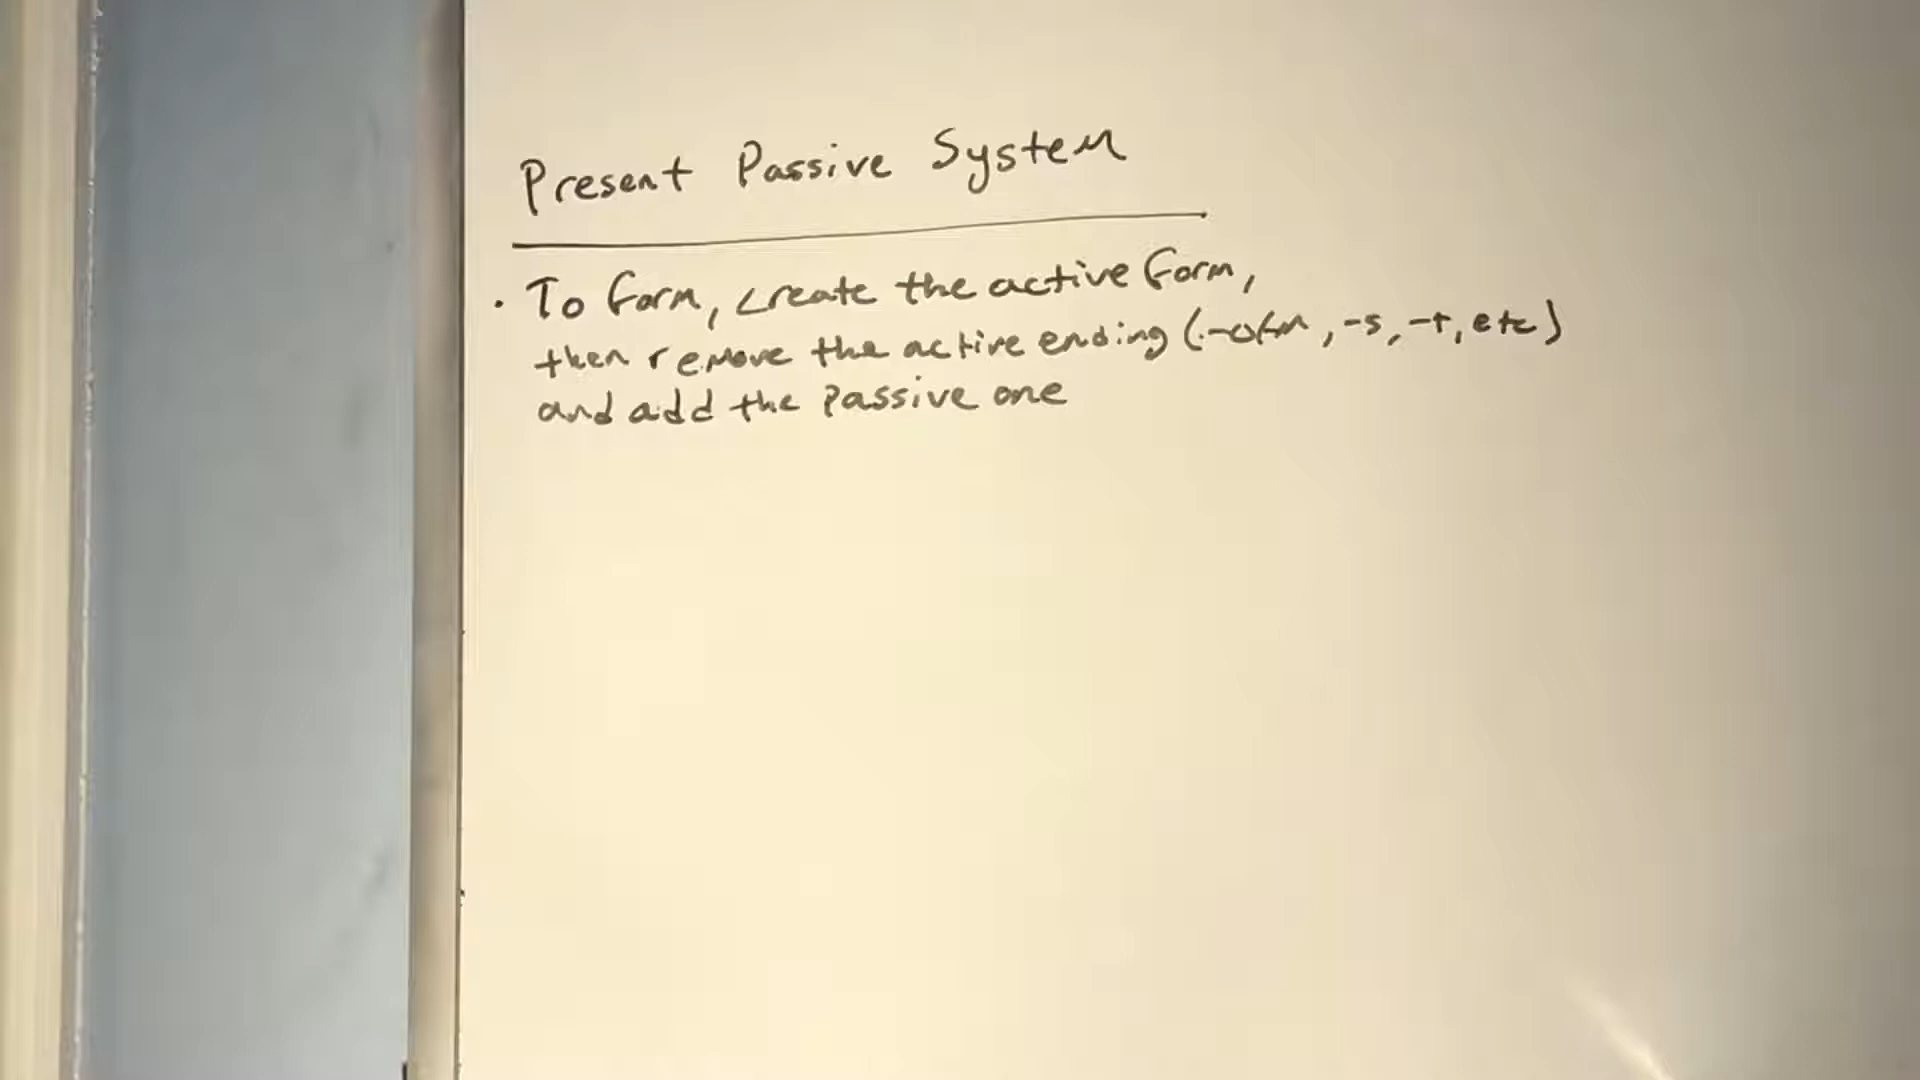 Present Passive System
· To form, create the active form,
then remove the active ending (-o/m, -s, -t, etc)
and add the passive one